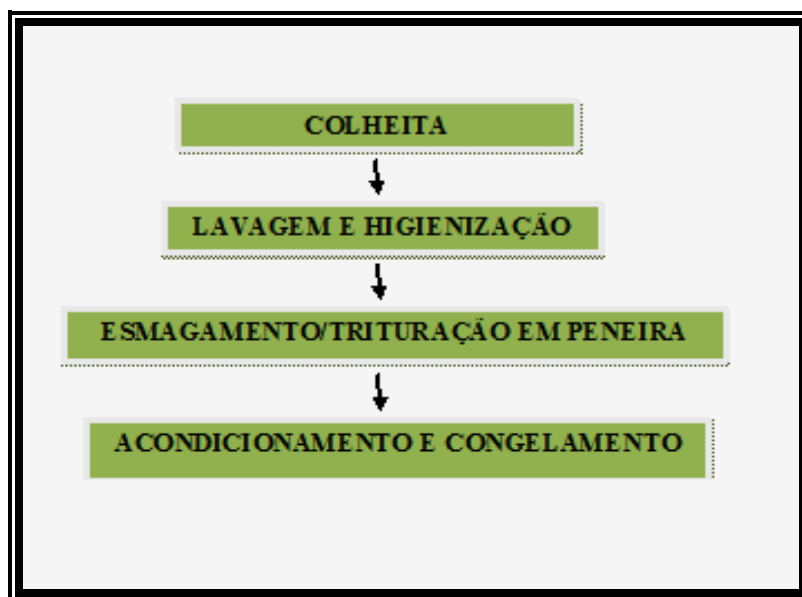 COLHEITA
LAVAGEM E HIGIENIZAÇÃO
ESMAGAMENTO/TRITURAÇÃO EM PENEIRA
ACONDICIONAMENTO E CONGELAMENTO